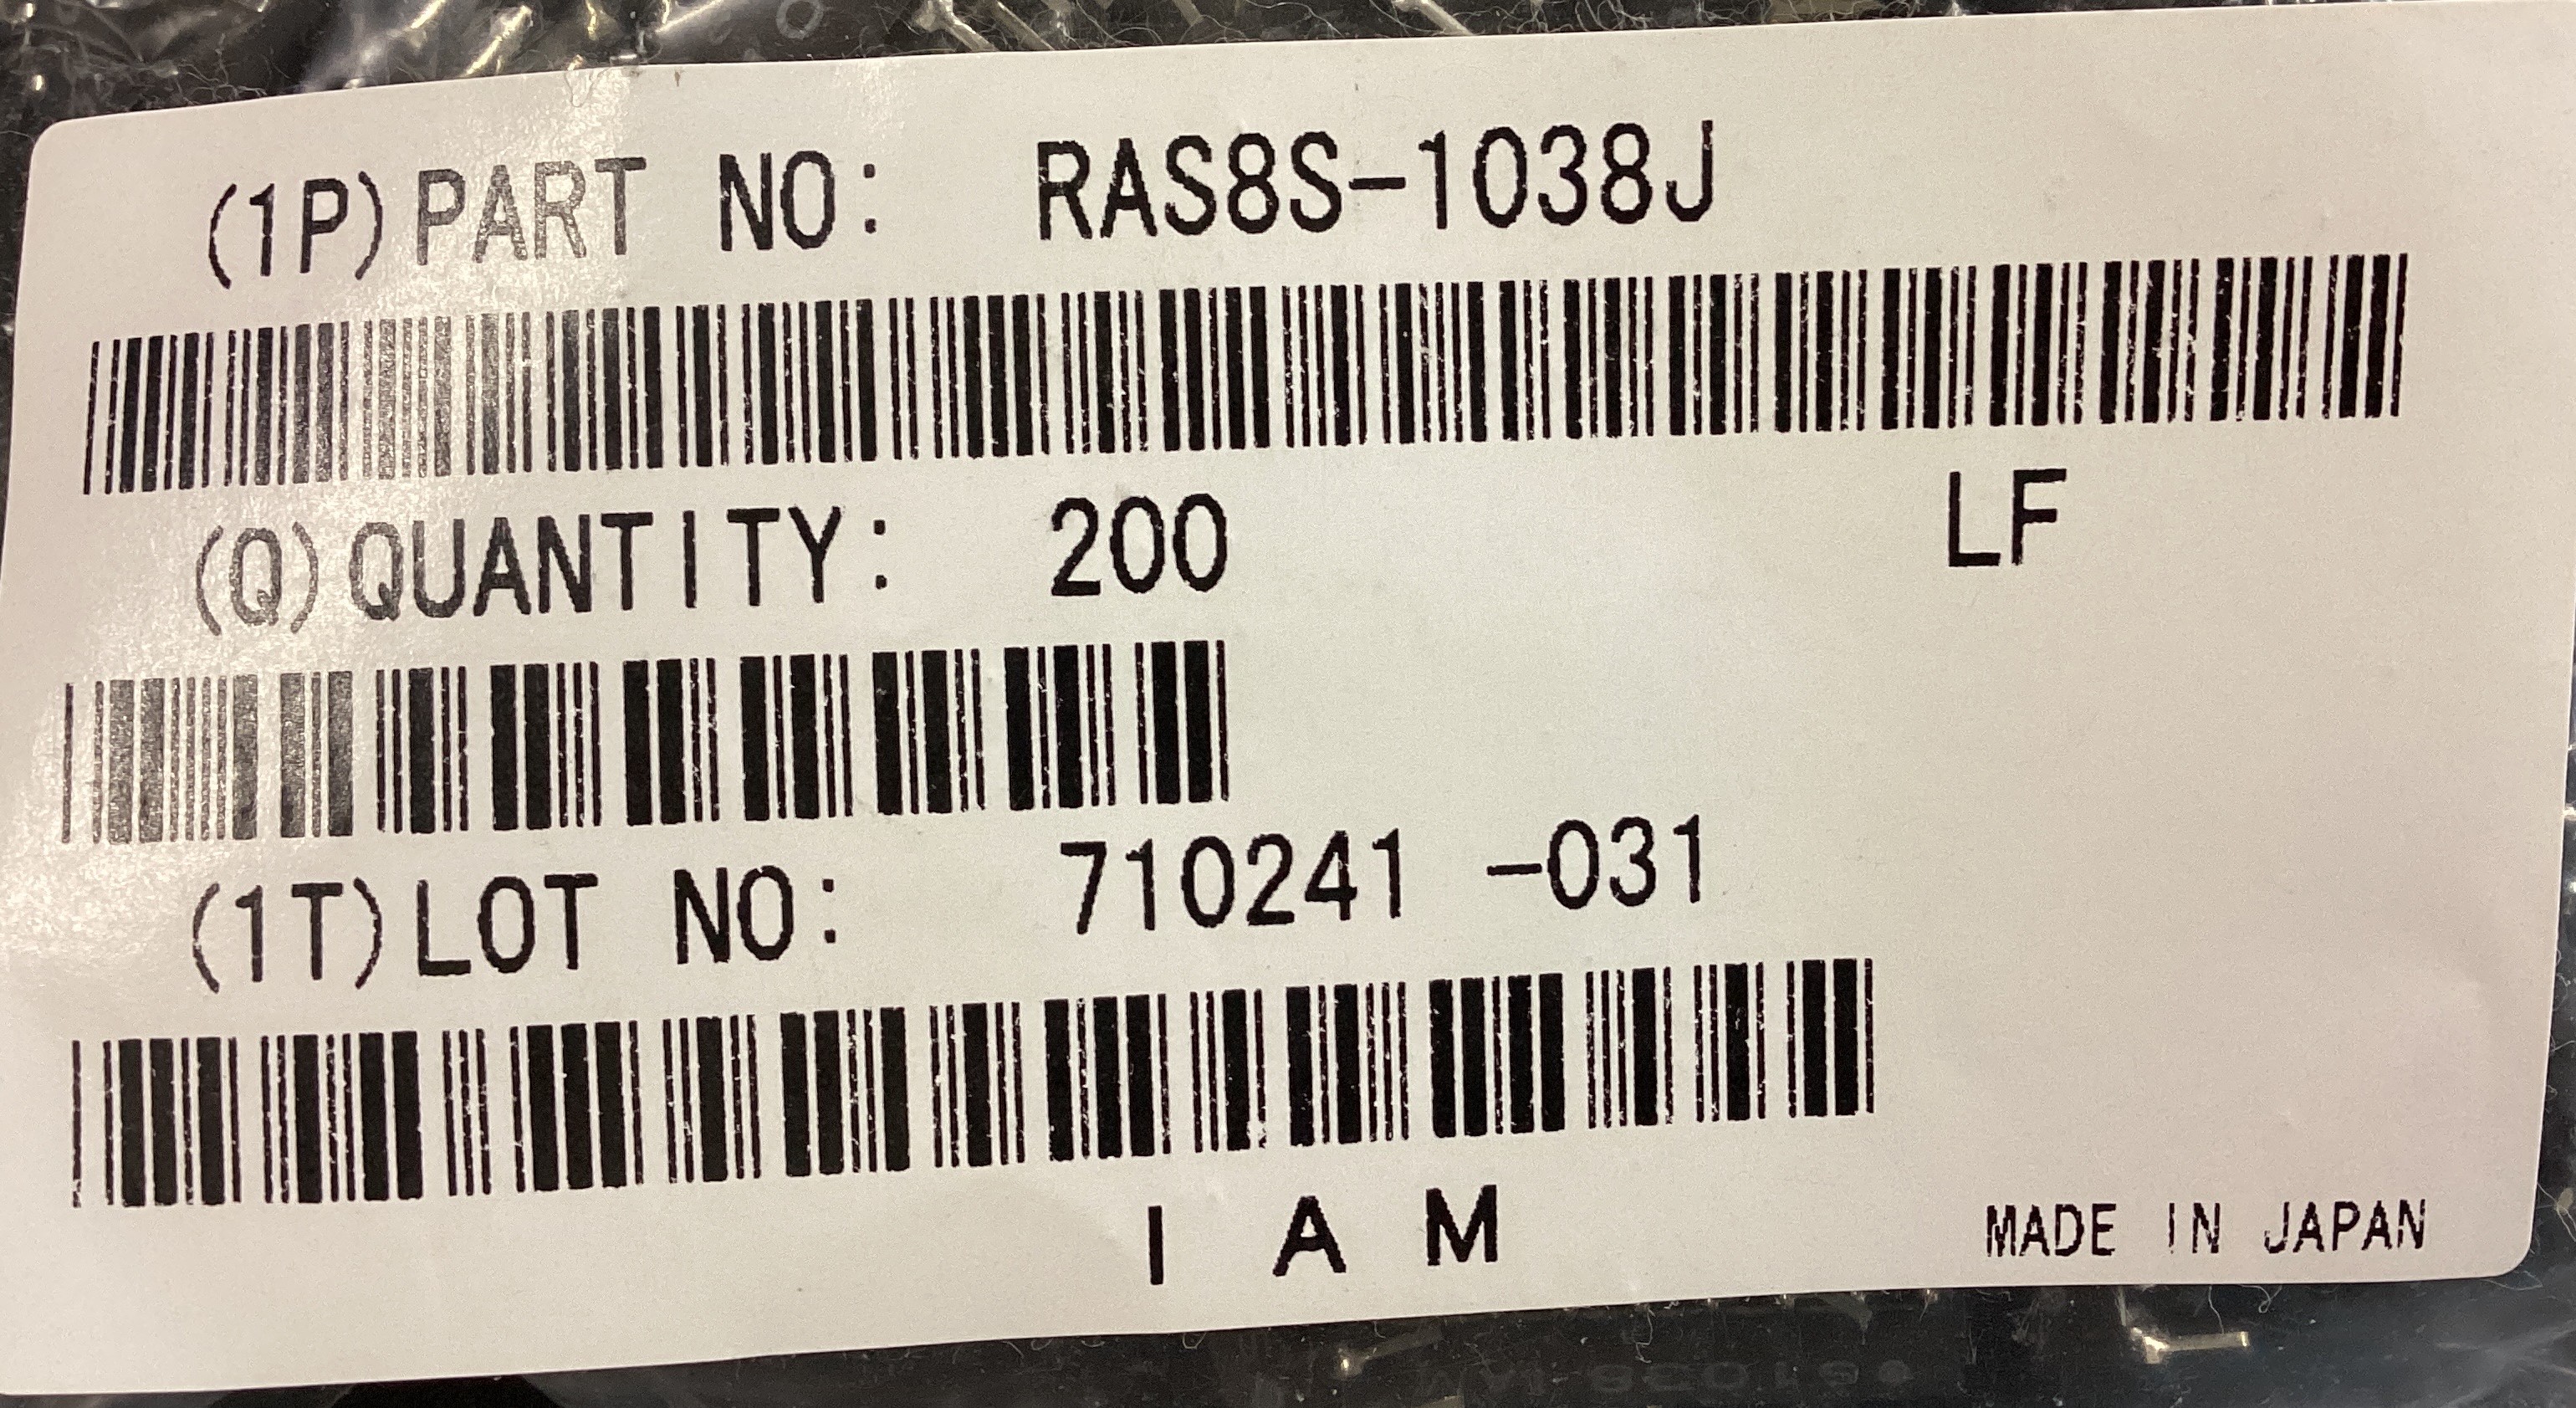 (1P)PART NO: RAS8S-1038J
(Q)QUANTITY: 200 LF
(1T)LOT NO: 710241 -031
I A M MADE IN JAPAN